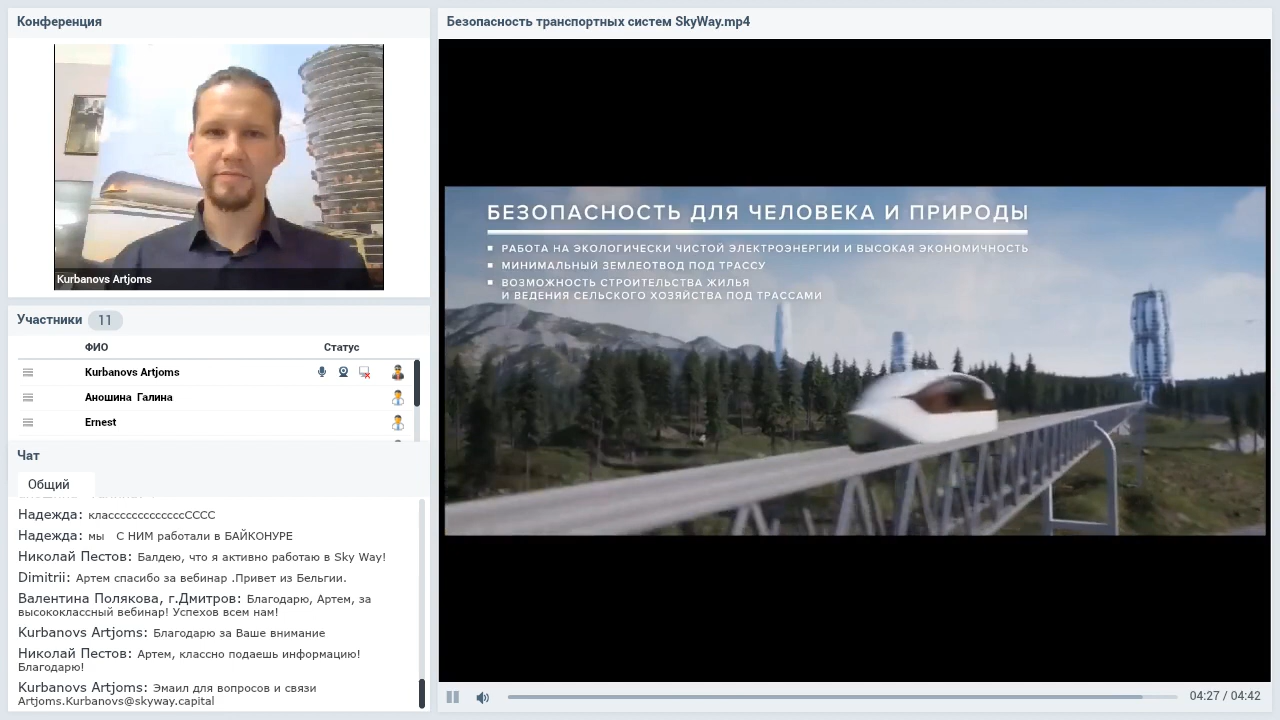 Конференция
Kurbanovs Artjoms
Участники 11
ФИО Статус
Kurbanovs Artjoms
Аношина Галина
Ernest
Чат
Общий
Надежда: классссссссссссссСССС
Надежда: мы С НИМ работали в БАЙКОНУРЕ
Николай Пестов: Балдею, что я активно работаю в Sky Way!
Dimitrii: Артем спасибо за вебинар .Привет из Бельгии.
Валентина Полякова, г.Дмитров: Благодарю, Артем, за
высококлассный вебинар! Успехов всем нам!
Kurbanovs Artjoms: Благодарю за Ваше внимание
Николай Пестов: Артем, классно подаешь информацию!
Благодарю!
Kurbanovs Artjoms: Эмаил для вопросов и связи
Artjoms.Kurbanovs@skyway.capital
Безопасность транспортных систем SkyWay.mp4
БЕЗОПАСНОСТЬ ДЛЯ ЧЕЛОВЕКА И ПРИРОДЫ
РАБОТА НА ЭКОЛОГИЧЕСКИ ЧИСТОЙ ЭЛЕКТРОЭНЕРГИИ И ВЫСОКАЯ ЭКОНОМИЧНОСТЬ
МИНИМАЛЬНЫЙ ЗЕМЛЕОТВОД ПОД ТРАССУ
ВОЗМОЖНОСТЬ СТРОИТЕЛЬСТВА ЖИЛЬЯ
И ВЕДЕНИЯ СЕЛЬСКОГО ХОЗЯЙСТВА ПОД ТРАССАМИ
04:27 / 04:42